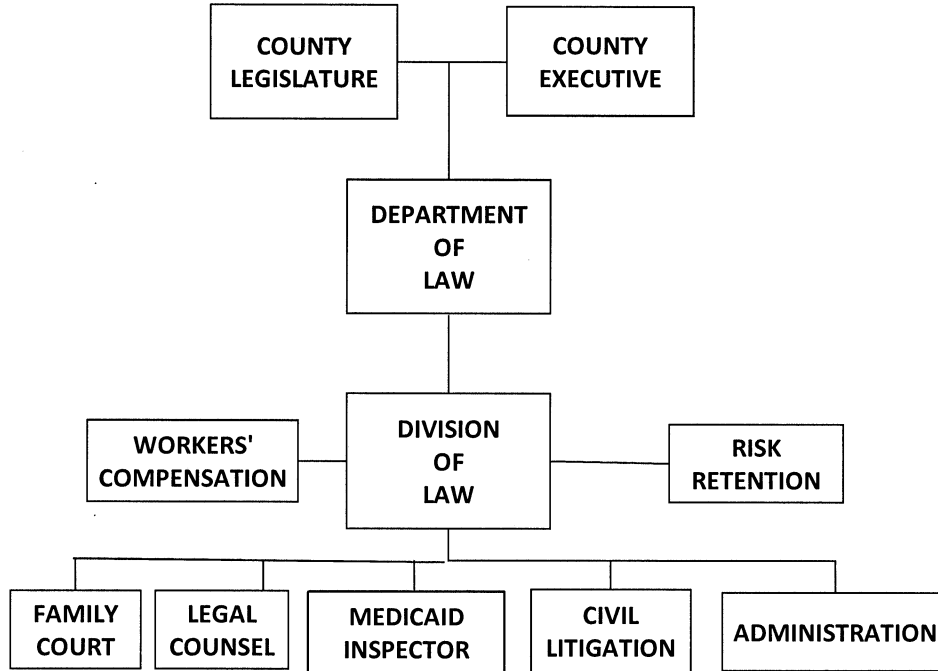 COUNTY
LEGISLATURE
COUNTY
EXECUTIVE
DEPARTMENT
OF
LAW
WORKERS'
COMPENSATION
DIVISION
OF
LAW
RISK
RETENTION
FAMILY
COURT
LEGAL
COUNSEL
MEDICAID
INSPECTOR
CIVIL
LITIGATION
ADMINISTRATION